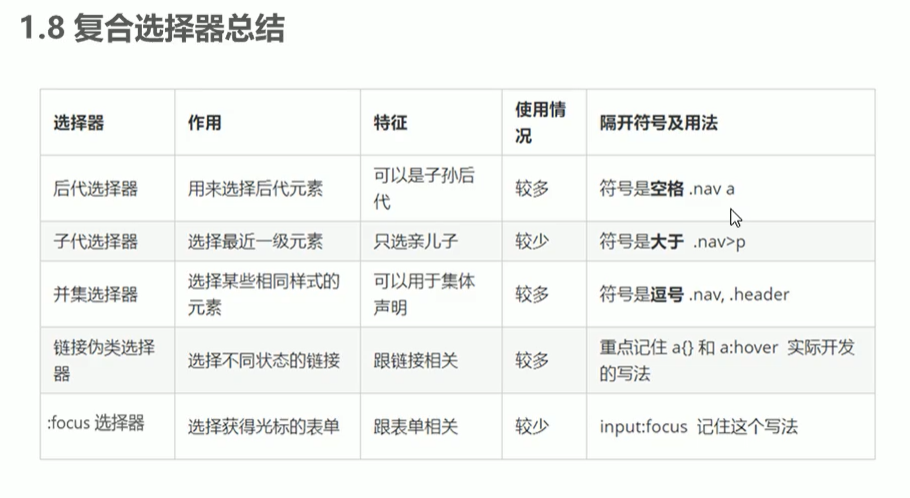 1.8 复合选择器总结
选择器 作用 特征 使用情况 隔开符号及用法
后代选择器 用来选择后代元素 可以是子孙后代 较多 符号是空格 .nav a
子代选择器 选择最近一级元素 只选亲儿子 较少 符号是大于 .nav>p
并集选择器 选择某些相同样式的元素 可以用于集体声明 较多 符号是逗号 .nav, .header
链接伪类选择器 选择不同状态的链接 跟链接相关 较多 重点记住 a{} 和 a:hover 实际开发的写法
:focus 选择器 选择获得光标的表单 跟表单相关 较少 input:focus 记住这个写法